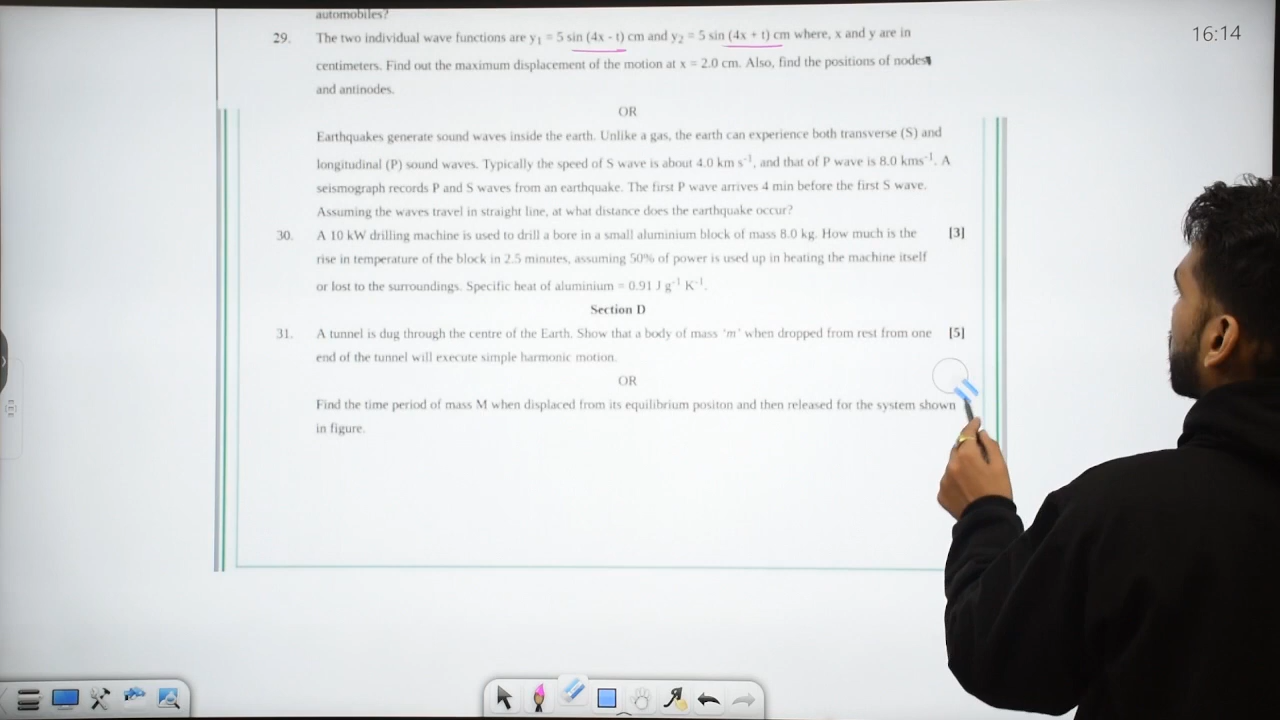 automobiles?
16:14
29. The two individual wave functions are y₁ = 5 sin (4x - t) cm and y₂ = 5 sin (4x + t) cm where, x and y are in
centimeters. Find out the maximum displacement of the motion at x = 2.0 cm. Also, find the positions of nodes
and antinodes.
OR
Earthquakes generate sound waves inside the earth. Unlike a gas, the earth can experience both transverse (S) and
longitudinal (P) sound waves. Typically the speed of S wave is about 4.0 km s⁻¹, and that of P wave is 8.0 kms⁻¹. A
seismograph records P and S waves from an earthquake. The first P wave arrives 4 min before the first S wave.
Assuming the waves travel in straight line, at what distance does the earthquake occur?
30. A 10 kW drilling machine is used to drill a bore in a small aluminium block of mass 8.0 kg. How much is the [3]
rise in temperature of the block in 2.5 minutes, assuming 50% of power is used up in heating the machine itself
or lost to the surroundings. Specific heat of aluminium = 0.91 J g⁻¹ K⁻¹.
Section D
31. A tunnel is dug through the centre of the Earth. Show that a body of mass 'm' when dropped from rest from one [5]
end of the tunnel will execute simple harmonic motion.
OR
Find the time period of mass M when displaced from its equilibrium positon and then released for the system shown
in figure.